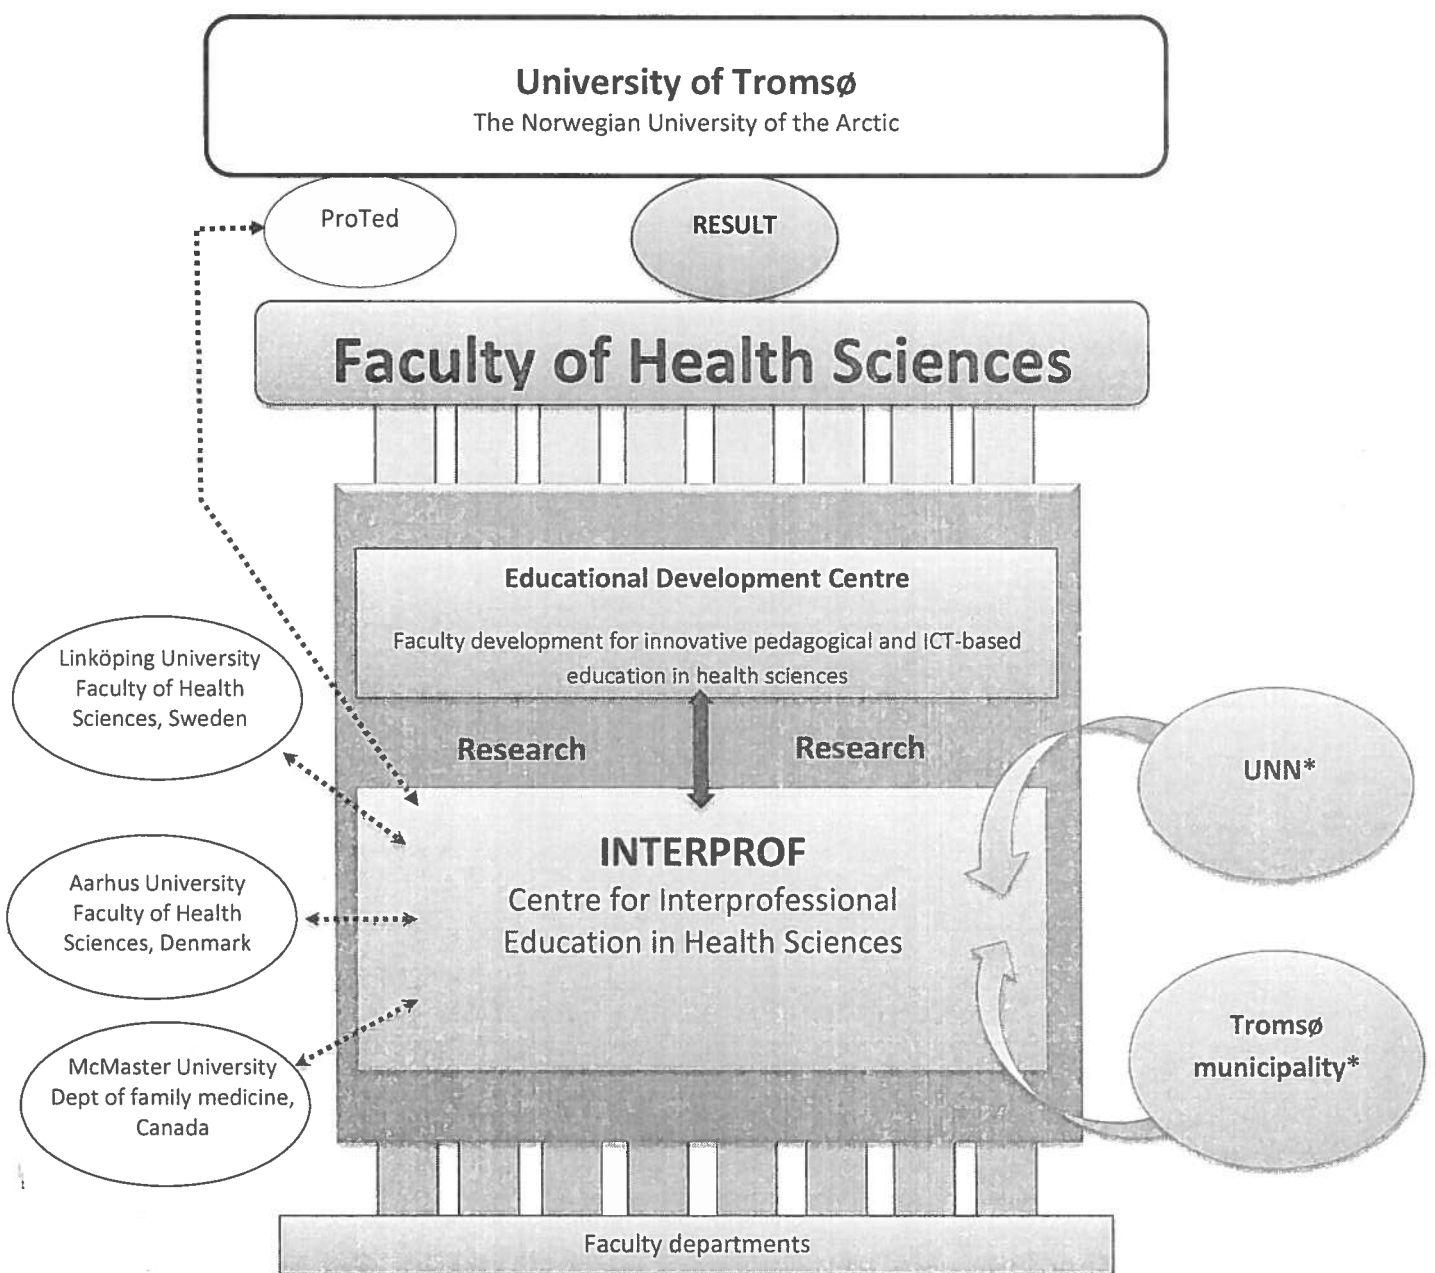 University of Tromsø
The Norwegian University of the Arctic
ProTed
RESULT
Faculty of Health Sciences
Educational Development Centre
Faculty development for innovative pedagogical and ICT-based
education in health sciences
Research
Research
Linköping University
Faculty of Health
Sciences, Sweden
UNN*
INTERPROF
Centre for Interprofessional
Education in Health Sciences
Aarhus University
Faculty of Health
Sciences, Denmark
Tromsø
municipality*
McMaster University
Dept of family medicine,
Canada
Faculty departments